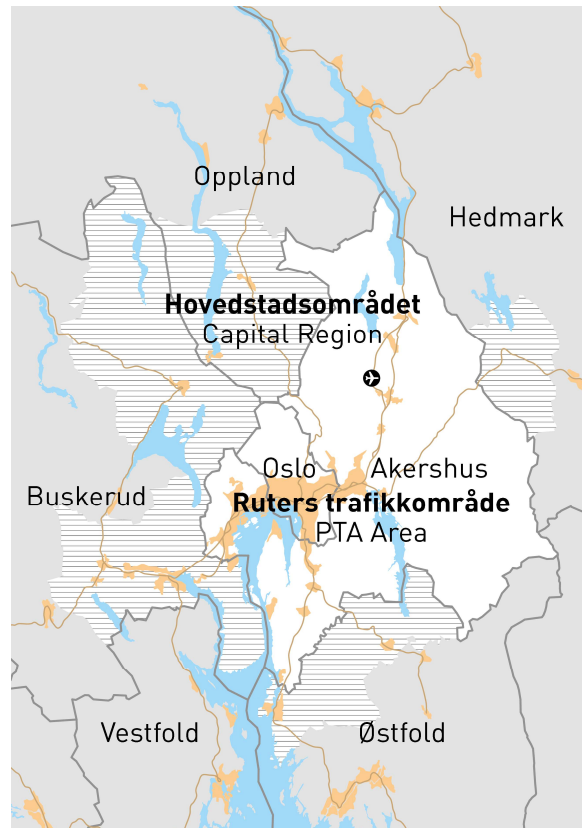 Oppland
Hedmark
Hovedstadsområdet
Capital Region
Oslo
Akershus
Buskerud
Ruters trafikkområde
PTA Area
Vestfold
Østfold